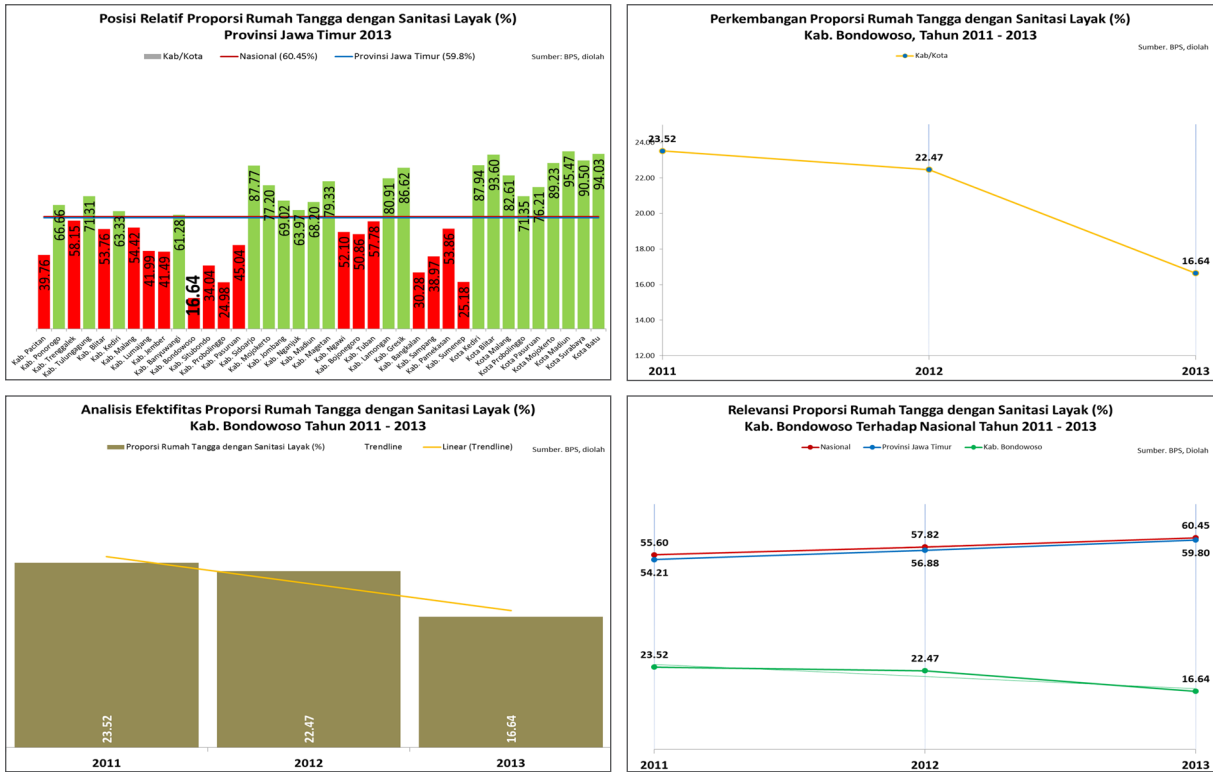 Posisi Relatif Proporsi Rumah Tangga dengan Sanitasi Layak (%)
Provinsi Jawa Timur 2013
Kab/Kota Nasional (60.45%) Provinsi Jawa Timur (59.8%) Sumber: BPS, diolah
39.76 66.66 58.15 71.31 53.76 63.33 54.42 41.99 41.49 61.28 16.64 34.04 24.98 45.04 87.77 77.20 69.02 63.97 68.20 79.33 52.10 50.86 57.78 80.91 86.62 30.28 38.97 53.86 25.18 87.94 93.60 82.61 71.35 76.21 89.23 95.47 90.50 94.03
Kab. Pacitan
Kab. Ponorogo
Kab. Trenggalek
Kab. Tulungagung
Kab. Blitar
Kab. Kediri
Kab. Malang
Kab. Lumajang
Kab. Jember
Kab. Banyuwangi
Kab. Bondowoso
Kab. Situbondo
Kab. Probolinggo
Kab. Pasuruan
Kab. Sidoarjo
Kab. Mojokerto
Kab. Jombang
Kab. Nganjuk
Kab. Madiun
Kab. Magetan
Kab. Ngawi
Kab. Bojonegoro
Kab. Tuban
Kab. Lamongan
Kab. Gresik
Kab. Bangkalan
Kab. Sampang
Kab. Pamekasan
Kab. Sumenep
Kota Kediri
Kota Blitar
Kota Malang
Kota Probolinggo
Kota Pasuruan
Kota Mojokerto
Kota Madiun
Kota Surabaya
Kota Batu
Perkembangan Proporsi Rumah Tangga dengan Sanitasi Layak (%)
Kab. Bondowoso, Tahun 2011 - 2013
Sumber. BPS, diolah
Kab/Kota
24.00
22.00
20.00
18.00
16.00
14.00
12.00
23.52 22.47 16.64
2011 2012 2013
Analisis Efektifitas Proporsi Rumah Tangga dengan Sanitasi Layak (%)
Kab. Bondowoso Tahun 2011 - 2013
Proporsi Rumah Tangga dengan Sanitasi Layak (%) Trendline Linear (Trendline) Sumber. BPS, diolah
23.52 22.47 16.64
2011 2012 2013
Relevansi Proporsi Rumah Tangga dengan Sanitasi Layak (%)
Kab. Bondowoso Terhadap Nasional Tahun 2011 - 2013
Nasional Provinsi Jawa Timur Kab. Bondowoso Sumber. BPS, Diolah
55.60 57.82 60.45
54.21 56.88 59.80
23.52 22.47 16.64
2011 2012 2013